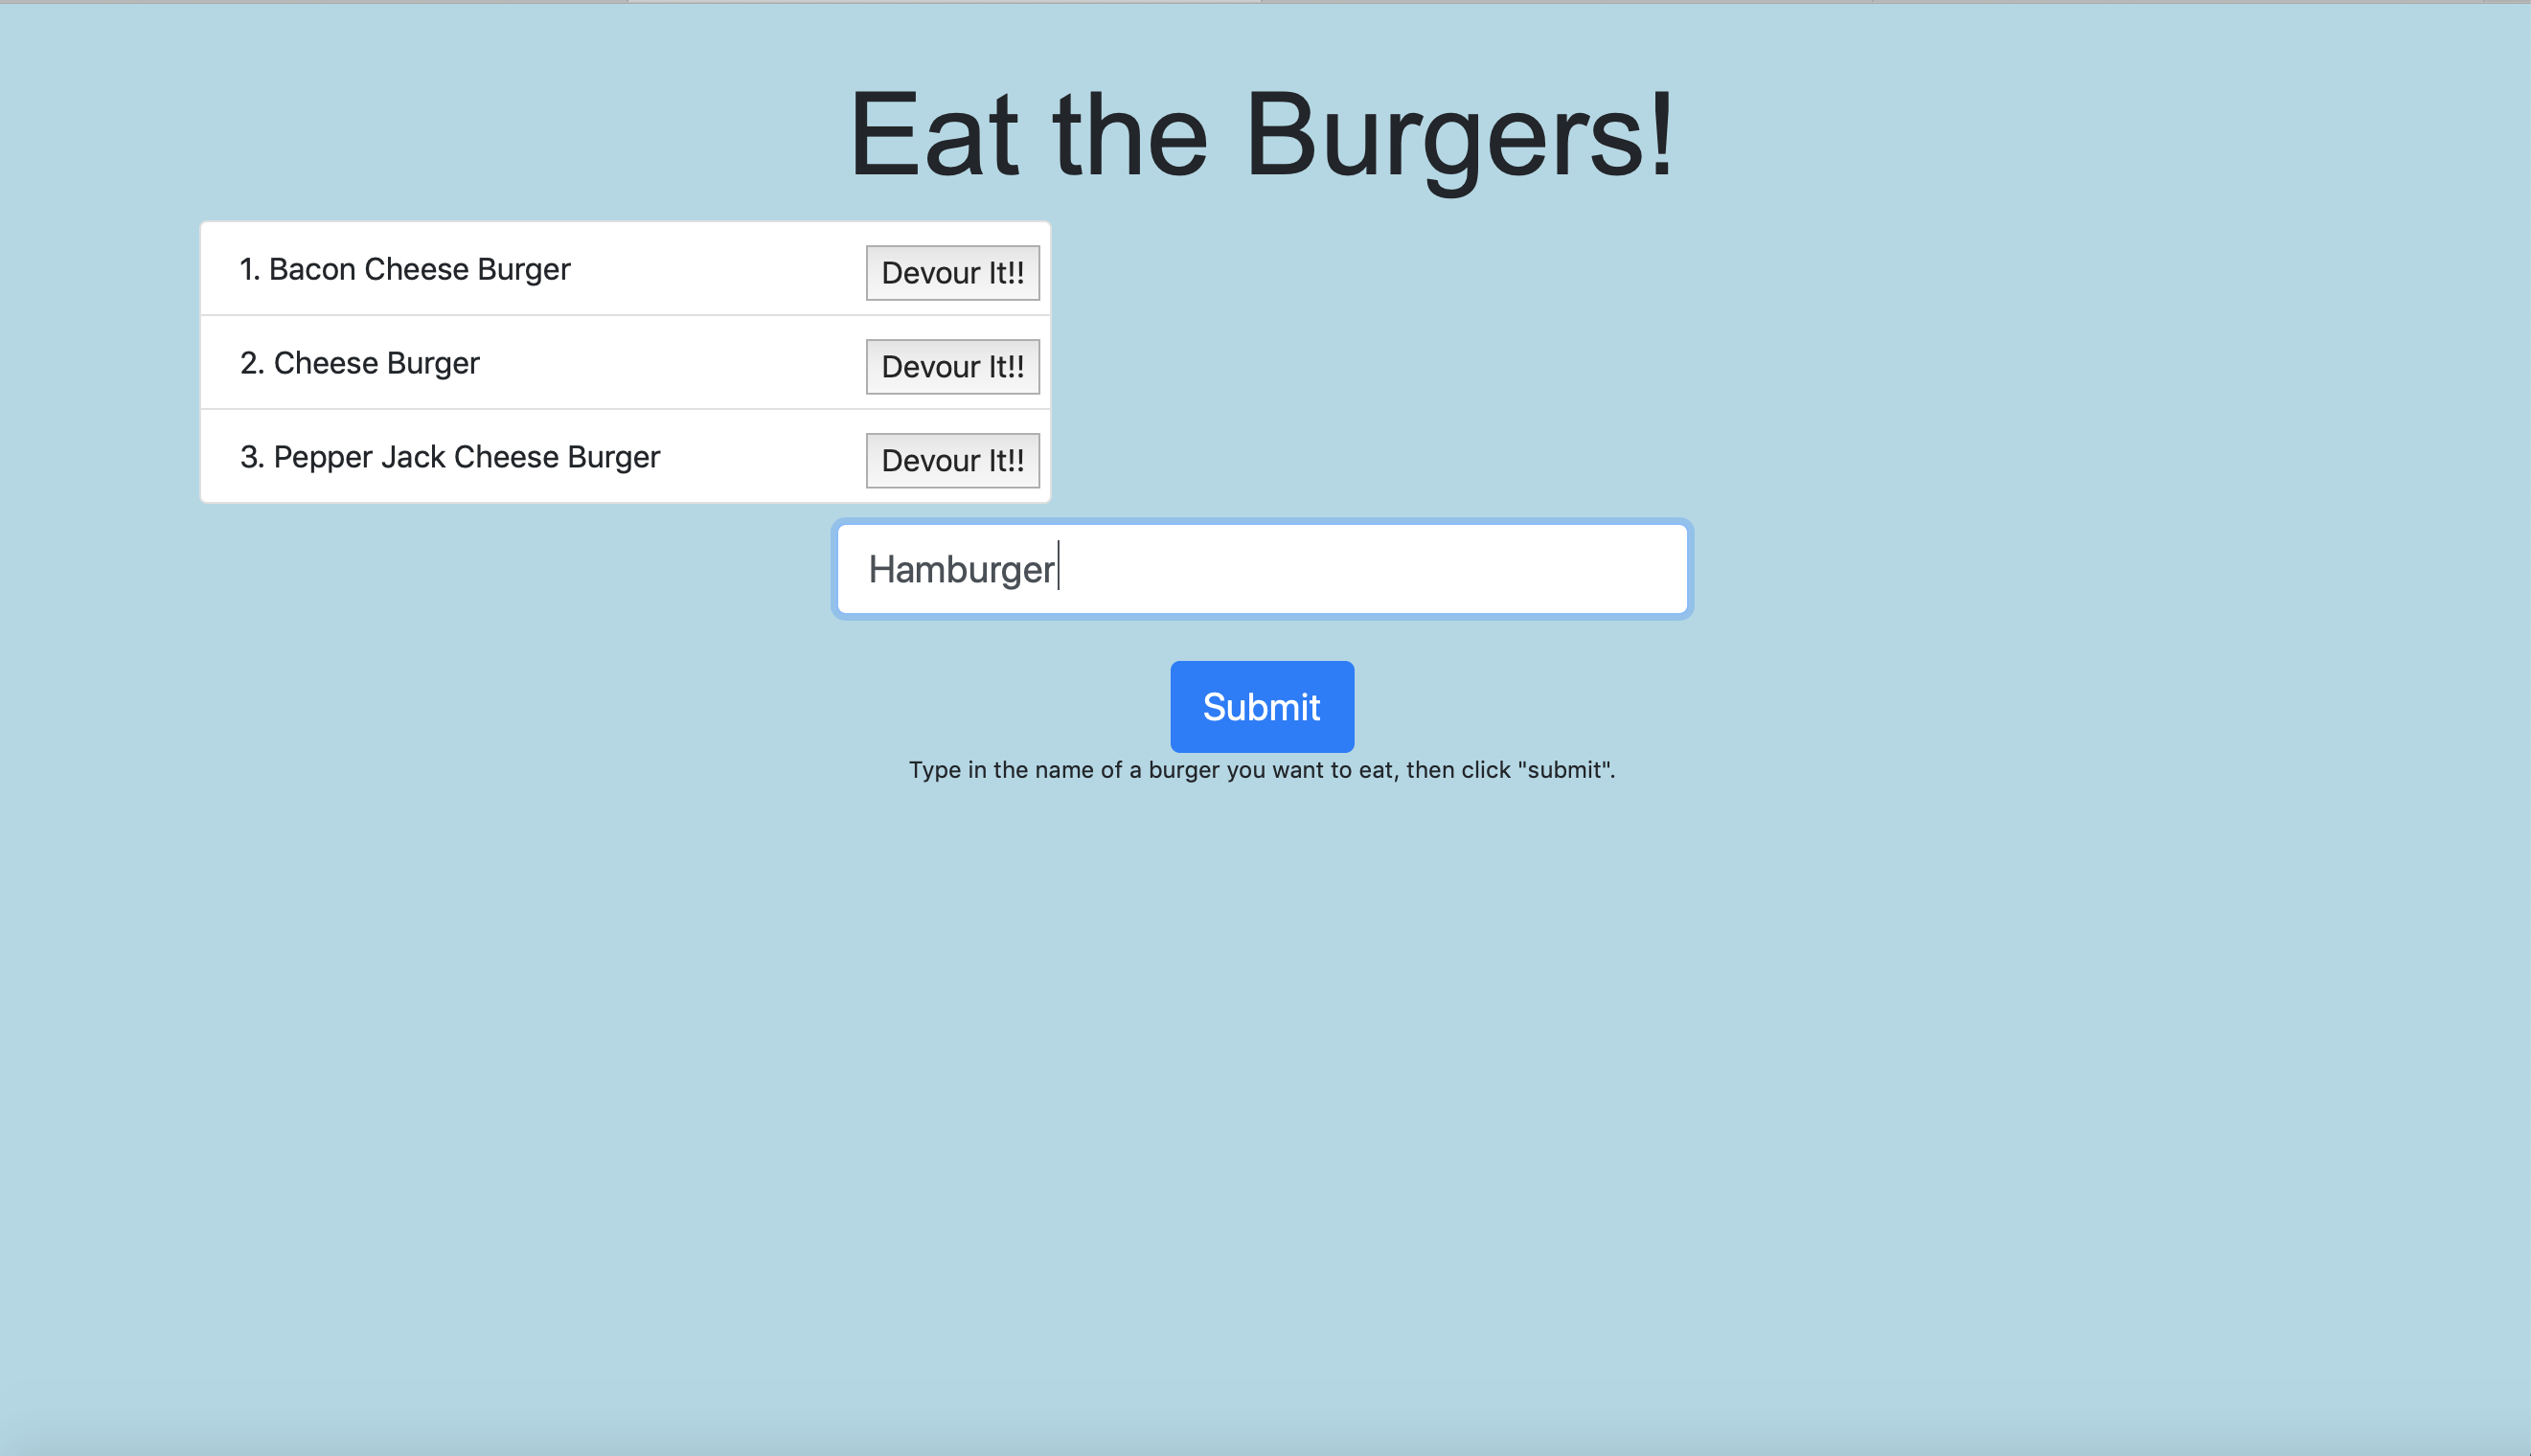 Eat the Burgers!
1. Bacon Cheese Burger Devour It!!
2. Cheese Burger Devour It!!
3. Pepper Jack Cheese Burger Devour It!!
Hamburger
Submit
Type in the name of a burger you want to eat, then click "submit".